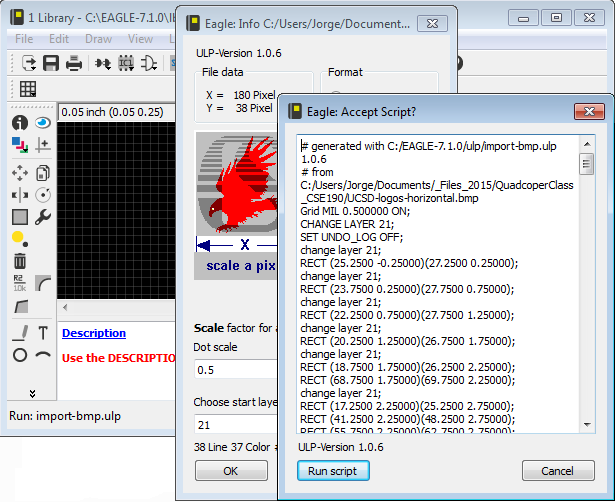 1 Library - C:\EAGLE-7.1.0\lb
File Edit Draw View
0.05 inch (0.05 0.25)
R2
10k
Description
Use the DESCRIPTIO
Run: import-bmp.ulp
Eagle: Info C:/Users/Jorge/Document...
ULP-Version 1.0.6
File data
Format
X = 180 Pixel
Y = 38 Pixel
X
scale a pix
Scale factor for a
Dot scale
0.5
Choose start laye
21
38 Line 37 Color #
OK
Eagle: Accept Script?
# generated with C:/EAGLE-7.1.0/ulp/import-bmp.ulp
1.0.6
# from
C:/Users/Jorge/Documents/_Files_2015/QuadcoperClass
_CSE190/UCSD-logos-horizontal.bmp
Grid MIL 0.500000 ON;
CHANGE LAYER 21;
SET UNDO_LOG OFF;
change layer 21;
RECT (25.2500 -0.25000)(27.2500 0.25000);
change layer 21;
RECT (23.7500 0.25000)(27.7500 0.75000);
change layer 21;
RECT (22.2500 0.75000)(27.7500 1.25000);
change layer 21;
RECT (20.2500 1.25000)(26.7500 1.75000);
change layer 21;
RECT (18.7500 1.75000)(26.2500 2.25000);
RECT (68.7500 1.75000)(69.7500 2.25000);
change layer 21;
RECT (17.2500 2.25000)(25.2500 2.75000);
RECT (41.2500 2.25000)(48.2500 2.75000);
RECT (55.7500 2.25000)(62.7500 2.75000);
ULP-Version 1.0.6
Run script
Cancel